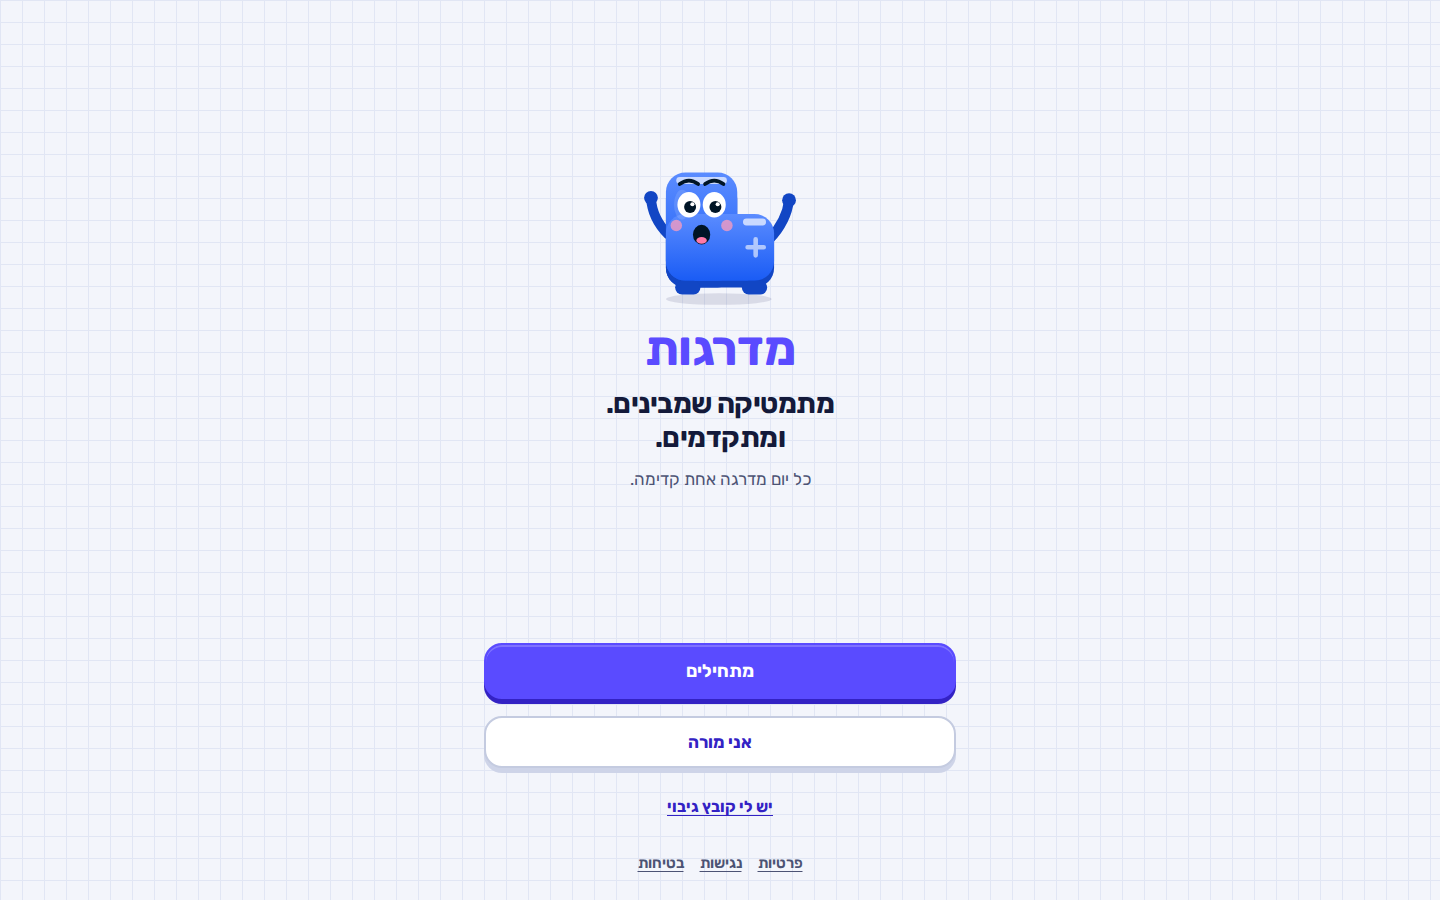 מדרגות
מתמטיקה שמבינים.
ומתקדמים.
כל יום מדרגה אחת קדימה.
מתחילים
אני מורה
יש לי קובץ גיבוי
פרטיות נגישות בטיחות